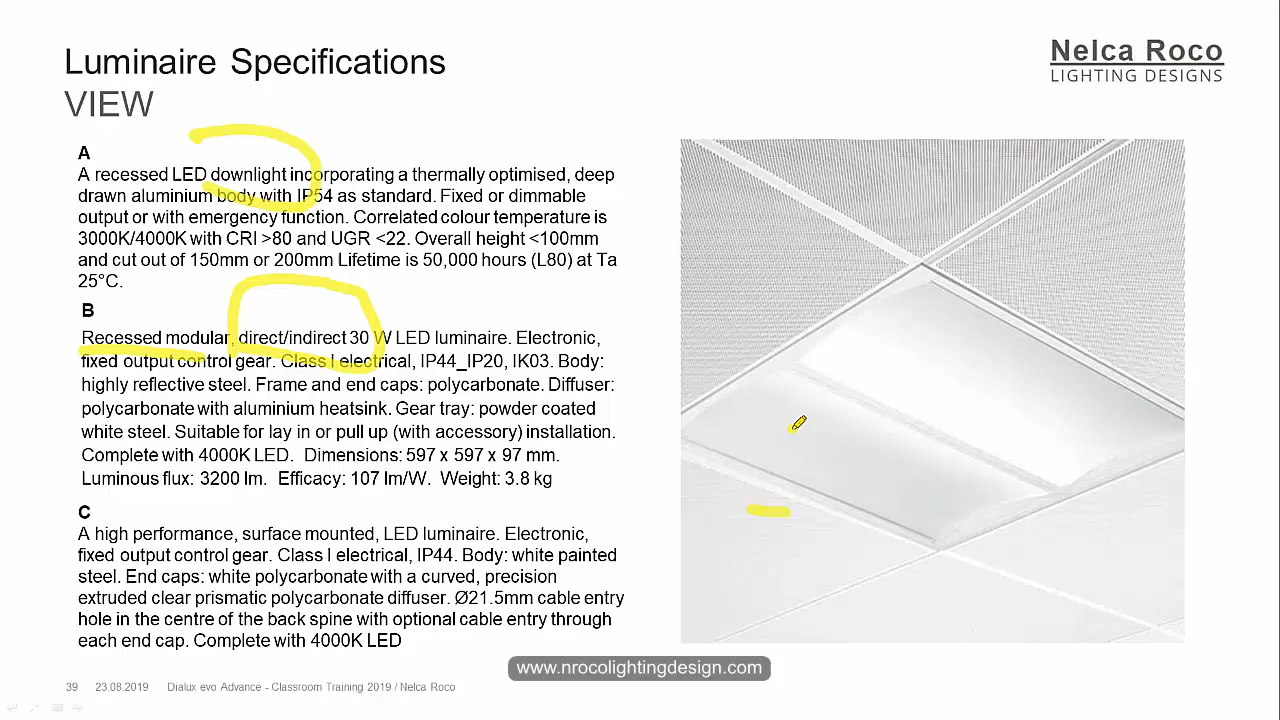 Luminaire Specifications
VIEW
Nelca Roco
LIGHTING DESIGNS
A
A recessed LED downlight incorporating a thermally optimised, deep
drawn aluminium body with IP54 as standard. Fixed or dimmable
output or with emergency function. Correlated colour temperature is
3000K/4000K with CRI >80 and UGR <22. Overall height <100mm
and cut out of 150mm or 200mm Lifetime is 50,000 hours (L80) at Ta
25°C.
B
Recessed modular, direct/indirect 30 W LED luminaire. Electronic,
fixed output control gear. Class I electrical, IP44_IP20, IK03. Body:
highly reflective steel. Frame and end caps: polycarbonate. Diffuser:
polycarbonate with aluminium heatsink. Gear tray: powder coated
white steel. Suitable for lay in or pull up (with accessory) installation.
Complete with 4000K LED. Dimensions: 597 x 597 x 97 mm.
Luminous flux: 3200 lm. Efficacy: 107 lm/W. Weight: 3.8 kg
C
A high performance, surface mounted, LED luminaire. Electronic,
fixed output control gear. Class I electrical, IP44. Body: white painted
steel. End caps: white polycarbonate with a curved, precision
extruded clear prismatic polycarbonate diffuser. Ø21.5mm cable entry
hole in the centre of the back spine with optional cable entry through
each end cap. Complete with 4000K LED
www.nrocolightingdesign.com
39 23.08.2019 Dialux evo Advance - Classroom Training 2019 / Nelca Roco